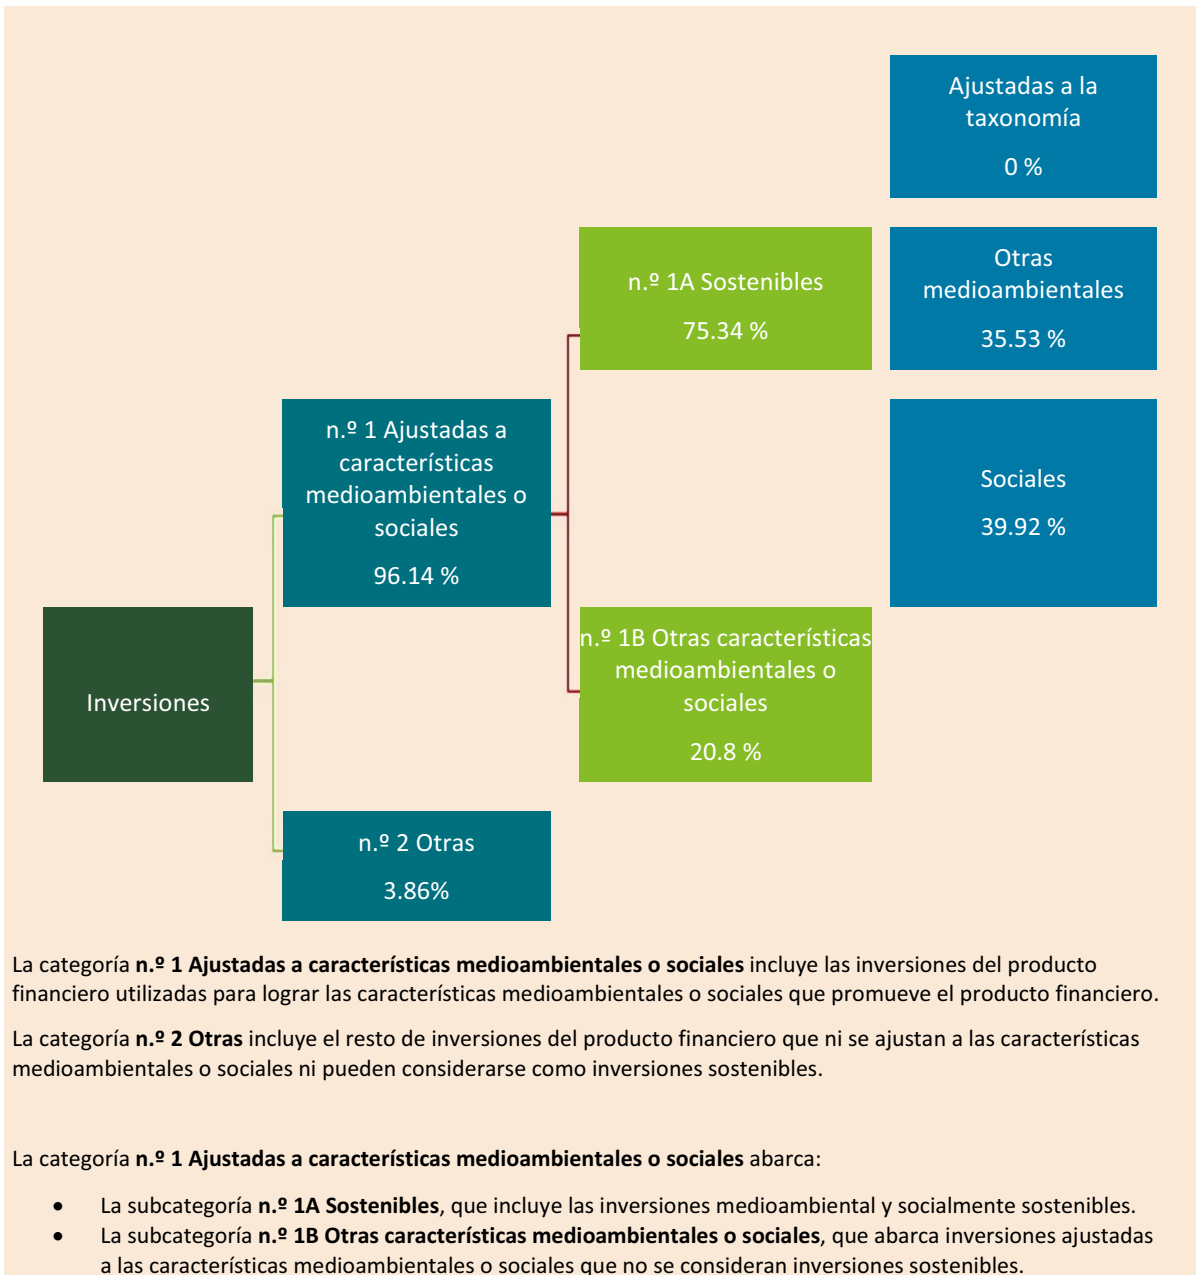 Ajustadas a la
taxonomía
0 %
n.º 1A Sostenibles
75.34 %
Otras
medioambientales
35.53 %
n.º 1 Ajustadas a
características
medioambientales o
sociales
96.14 %
Sociales
39.92 %
Inversiones
n.º 1B Otras características
medioambientales o
sociales
20.8 %
n.º 2 Otras
3.86%
La categoría n.º 1 Ajustadas a características medioambientales o sociales incluye las inversiones del producto
financiero utilizadas para lograr las características medioambientales o sociales que promueve el producto financiero.
La categoría n.º 2 Otras incluye el resto de inversiones del producto financiero que ni se ajustan a las características
medioambientales o sociales ni pueden considerarse como inversiones sostenibles.
La categoría n.º 1 Ajustadas a características medioambientales o sociales abarca:
• La subcategoría n.º 1A Sostenibles, que incluye las inversiones medioambiental y socialmente sostenibles.
• La subcategoría n.º 1B Otras características medioambientales o sociales, que abarca inversiones ajustadas
a las características medioambientales o sociales que no se consideran inversiones sostenibles.